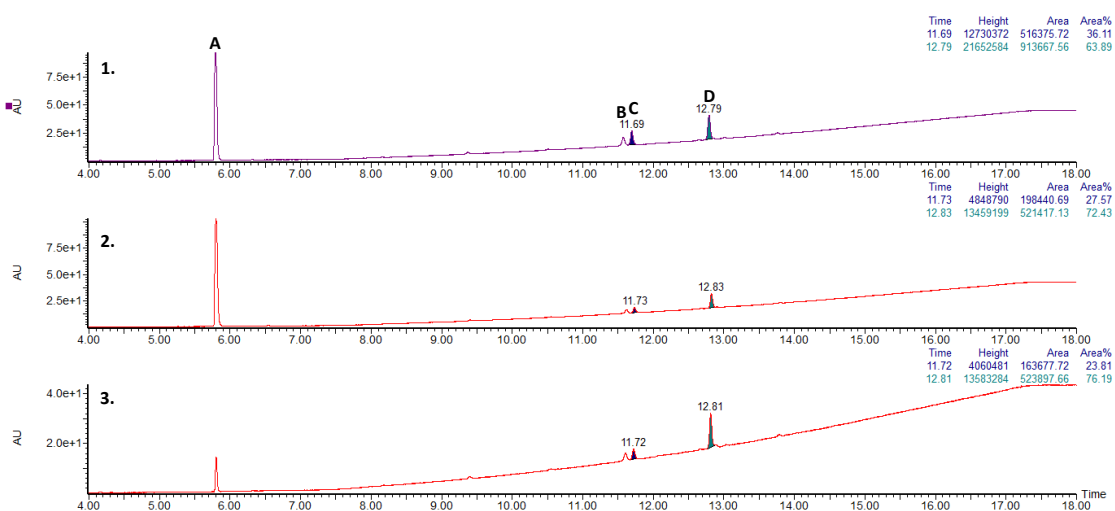 Time Height Area Area%
11.69 12730372 516375.72 36.11
12.79 21652584 913667.56 63.89
A
1.
7.5e+1
5.0e+1
2.5e+1
AU
B C
11.69
D
12.79
4.00 5.00 6.00 7.00 8.00 9.00 10.00 11.00 12.00 13.00 14.00 15.00 16.00 17.00 18.00
Time Height Area Area%
11.73 4848790 198440.69 27.57
12.83 13459199 521417.13 72.43
2.
7.5e+1
5.0e+1
2.5e+1
AU
11.73
12.83
4.00 5.00 6.00 7.00 8.00 9.00 10.00 11.00 12.00 13.00 14.00 15.00 16.00 17.00 18.00
Time Height Area Area%
11.72 4060481 163677.72 23.81
12.81 13583284 523897.66 76.19
3.
4.0e+1
2.0e+1
AU
11.72
12.81
Time
4.00 5.00 6.00 7.00 8.00 9.00 10.00 11.00 12.00 13.00 14.00 15.00 16.00 17.00 18.00